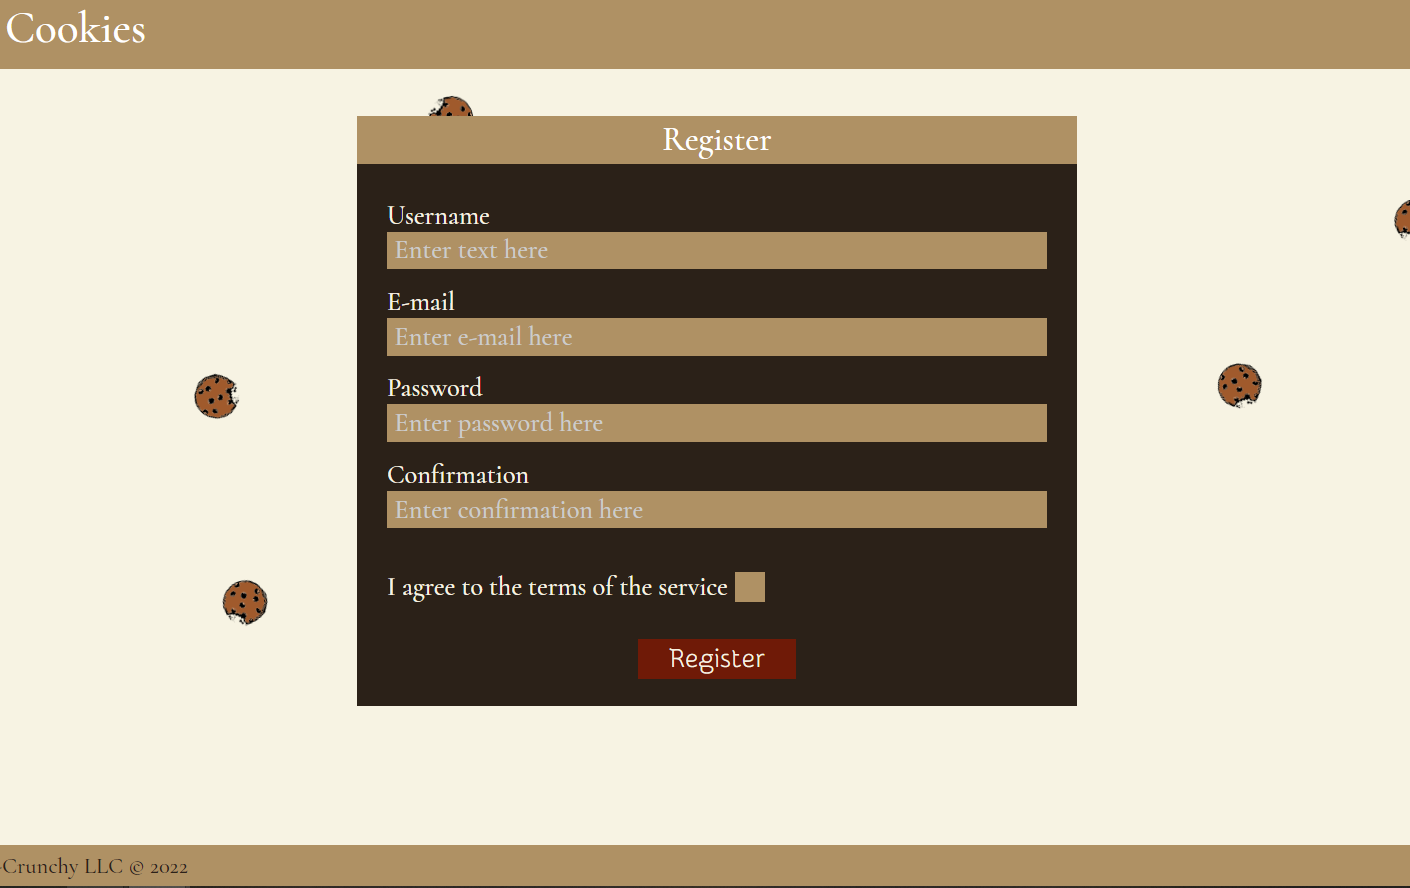 Cookies
Register
Username
Enter text here
E-mail
Enter e-mail here
Password
Enter password here
Confirmation
Enter confirmation here
I agree to the terms of the service
Register
-Crunchy LLC © 2022